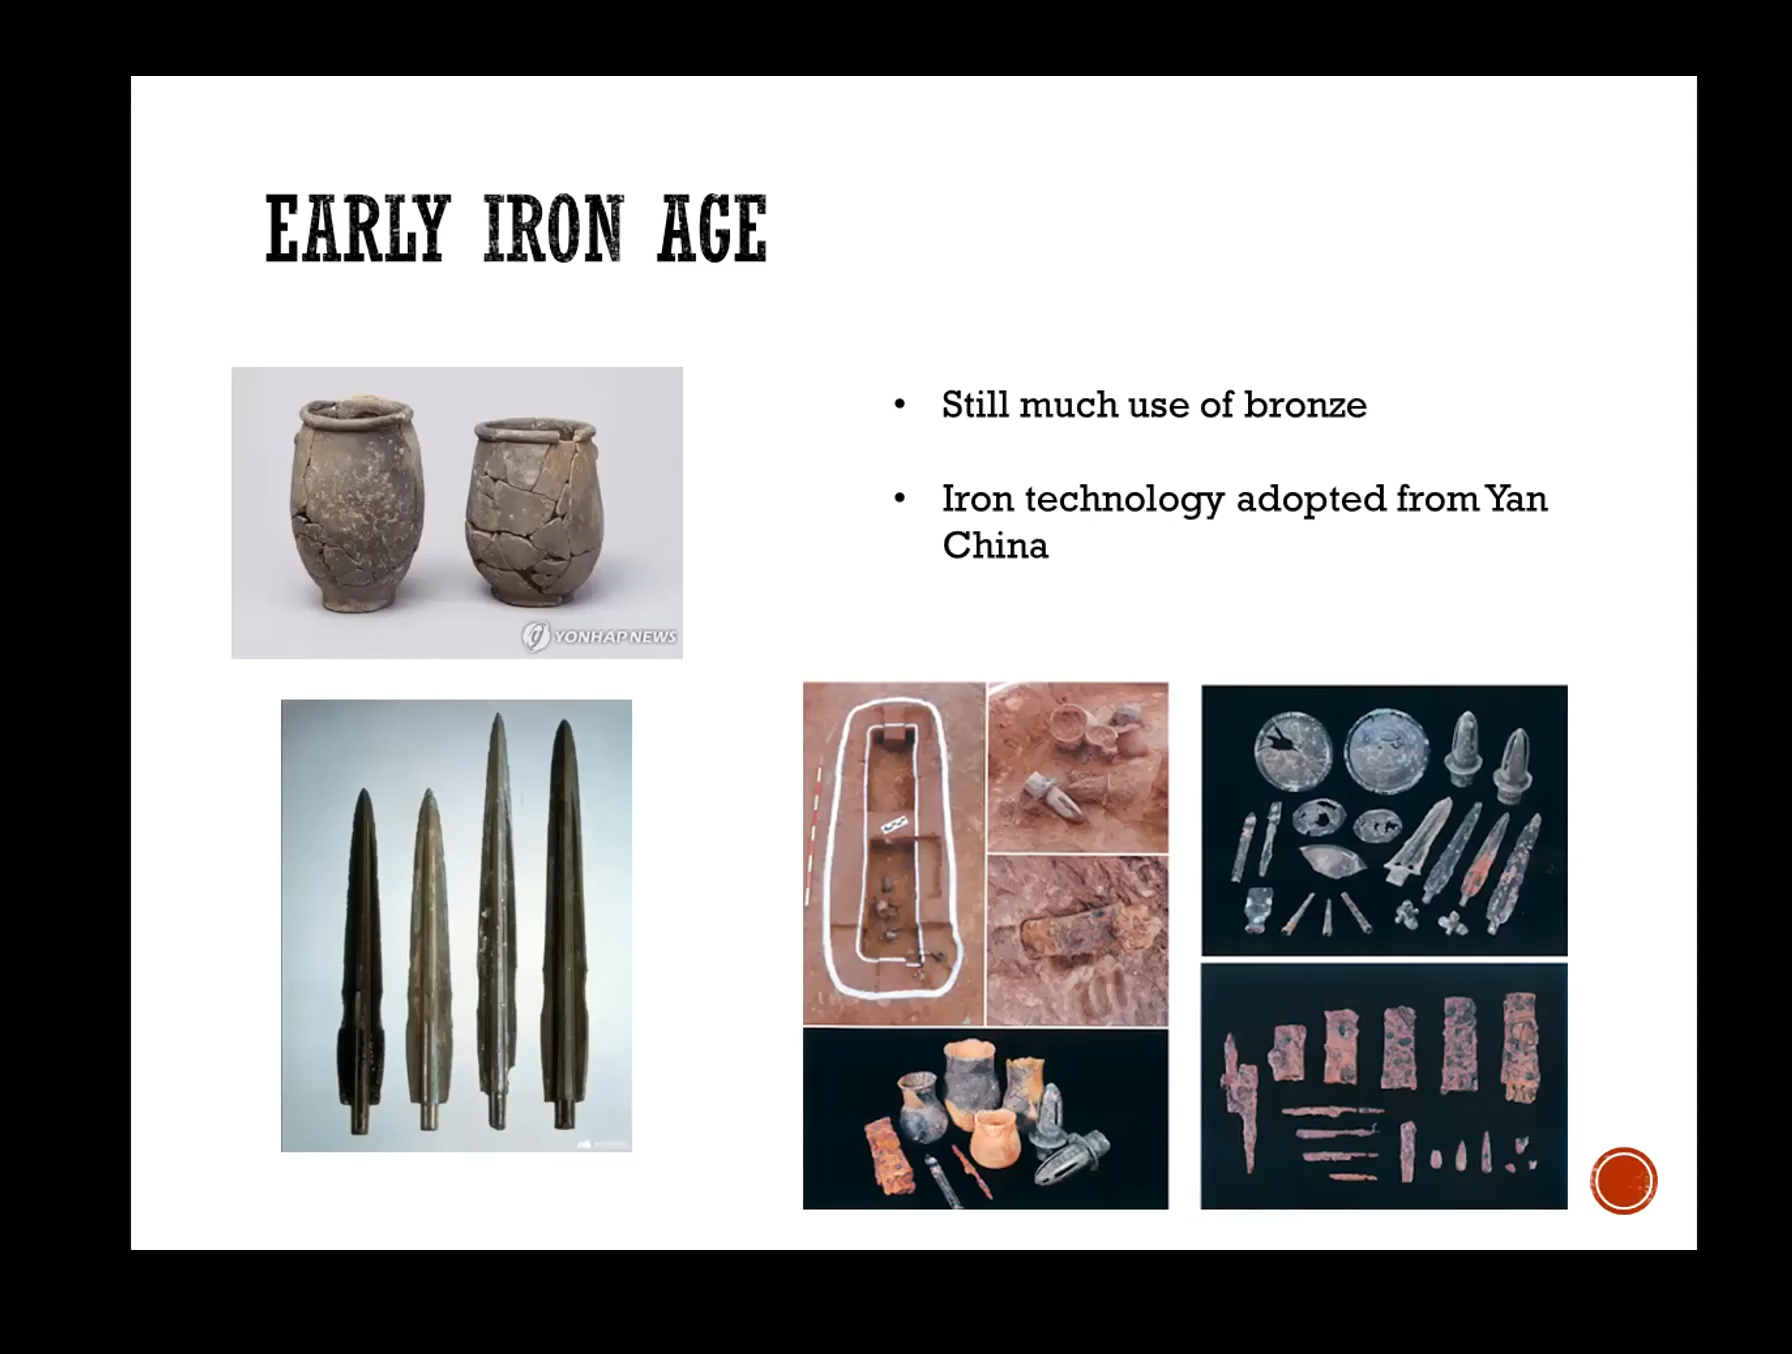 EARLY IRON AGE
• Still much use of bronze
• Iron technology adopted from Yan
China
YONHAP NEWS